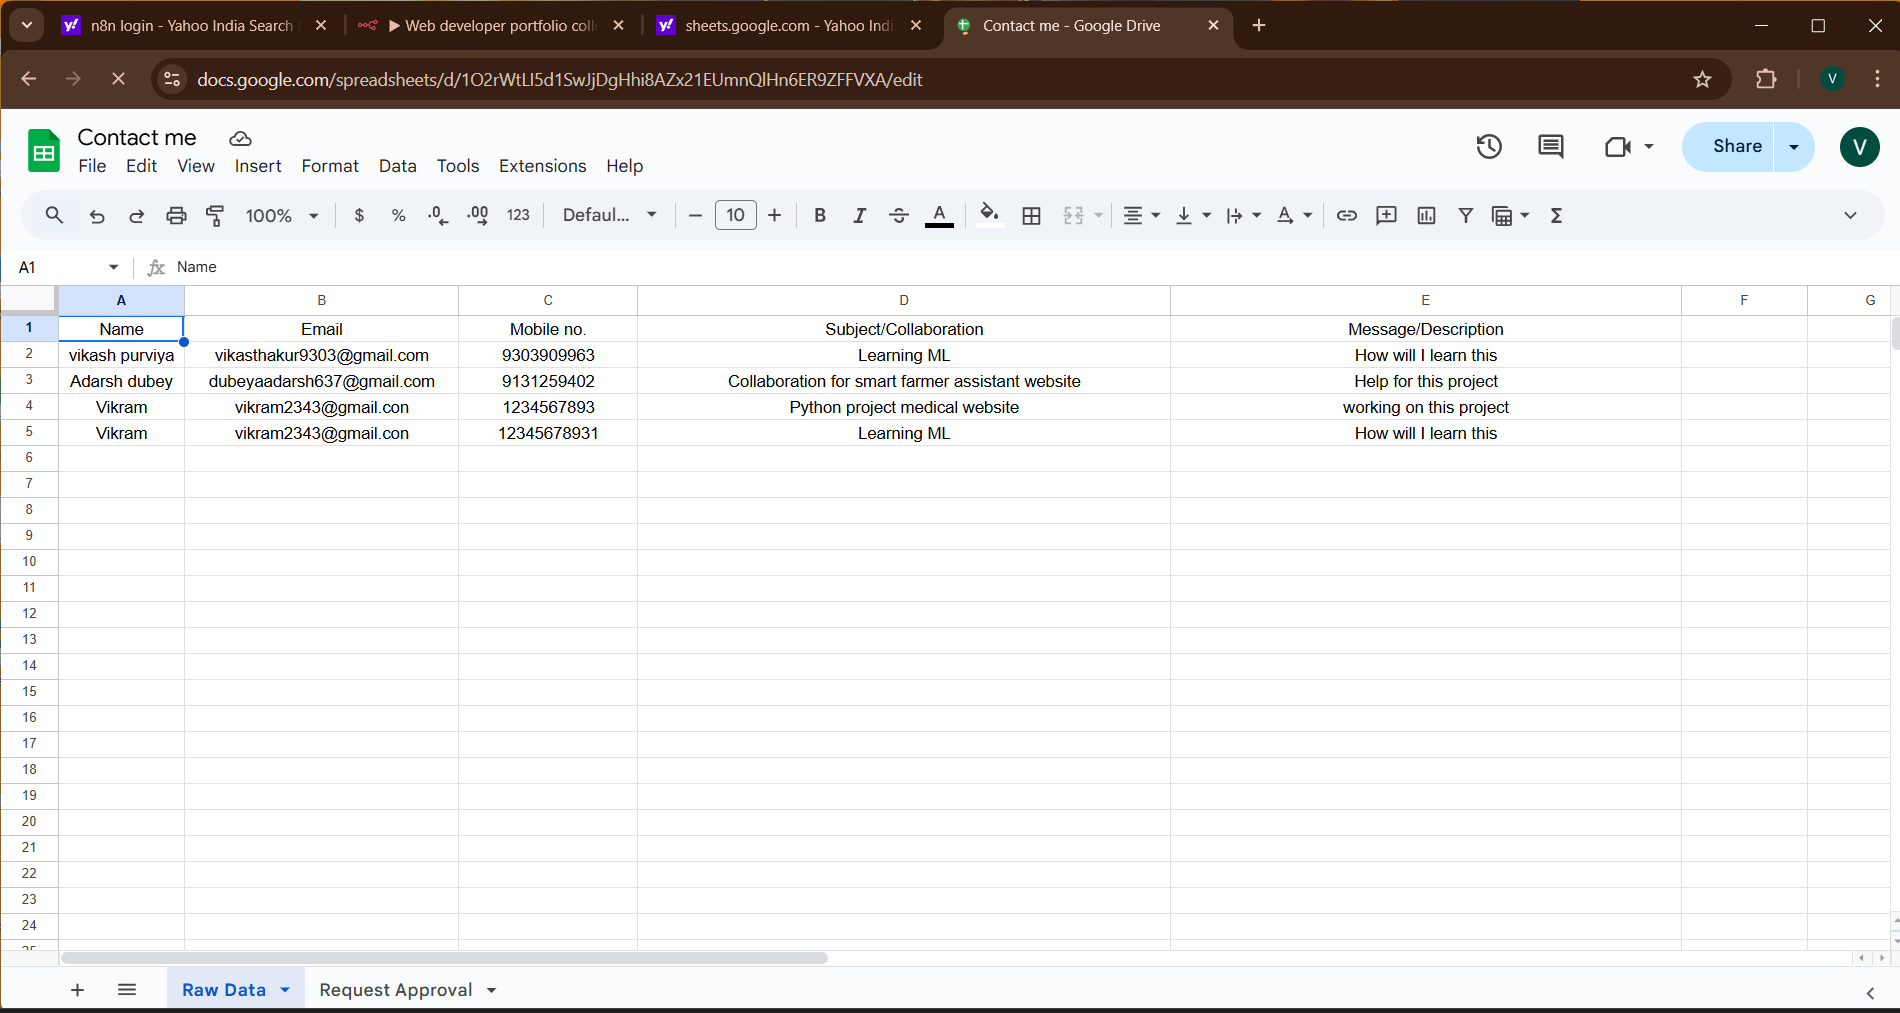 n8n login - Yahoo India Search
Web developer portfolio coll
sheets.google.com - Yahoo Indi
Contact me - Google Drive
docs.google.com/spreadsheets/d/1O2rWtLI5d1SwJjDgHhi8AZx21EUmnQlHn6ER9ZFFVXA/edit
V
Contact me
File Edit View Insert Format Data Tools Extensions Help
Share
V
100% $ % .0 .00 123 Defaul... 10 B I A
A1 fx Name
A B C D E F G
1 Name Email Mobile no. Subject/Collaboration Message/Description
2 vikash purviya vikasthakur9303@gmail.com 9303909963 Learning ML How will I learn this
3 Adarsh dubey dubeyaadarsh637@gmail.com 9131259402 Collaboration for smart farmer assistant website Help for this project
4 Vikram vikram2343@gmail.con 1234567893 Python project medical website working on this project
5 Vikram vikram2343@gmail.con 12345678931 Learning ML How will I learn this
6
7
8
9
10
11
12
13
14
15
16
17
18
19
20
21
22
23
24
25
Raw Data Request Approval